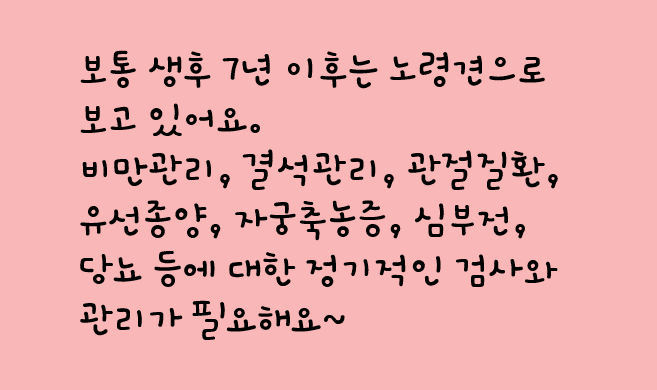 보통 생후 7년 이후는 노령견으로
보고 있어요.
비만관리, 결석관리, 관절질환,
유선종양, 자궁축농증, 심부전,
당뇨 등에 대한 정기적인 검사와
관리가 필요해요~